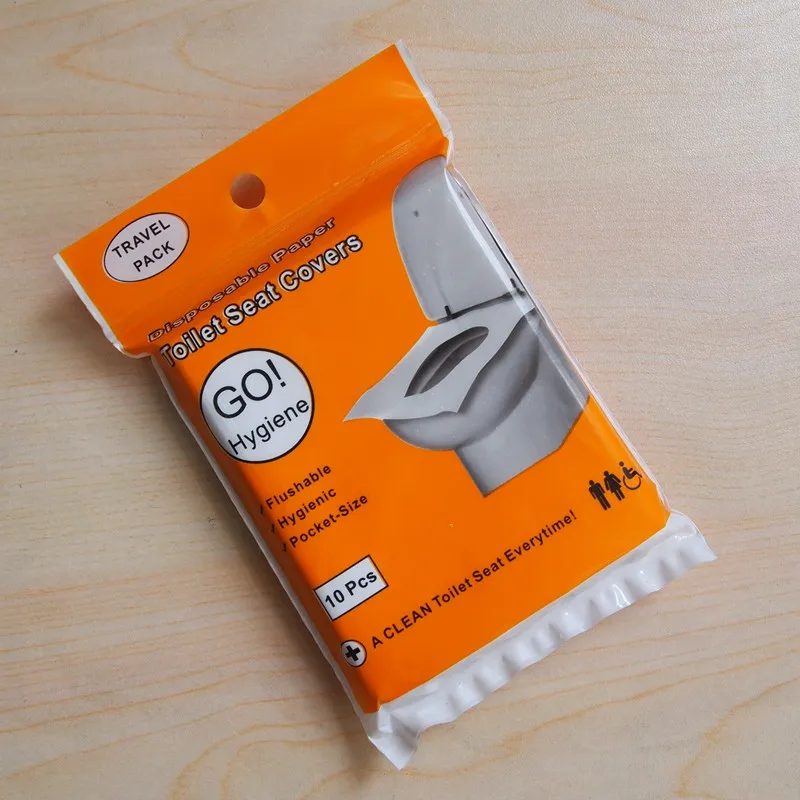 TRAVEL
PACK
Disposable Paper
Toilet Seat Covers
GO!
Hygiene
Flushable
Hygienic
Pocket-Size
10 Pcs
A CLEAN Toilet Seat Everytime!